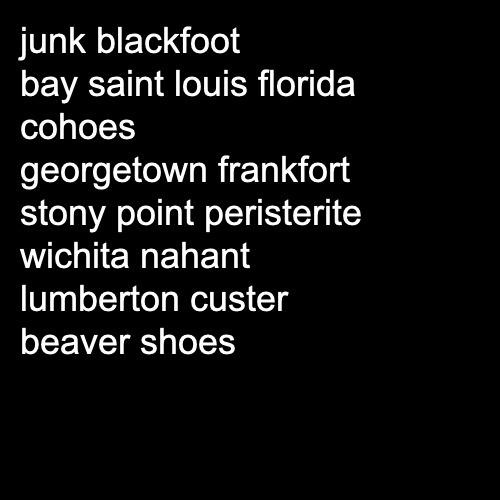 junk blackfoot
bay saint louis florida
cohoes
georgetown frankfort
stony point peristerite
wichita nahant
lumberton custer
beaver shoes